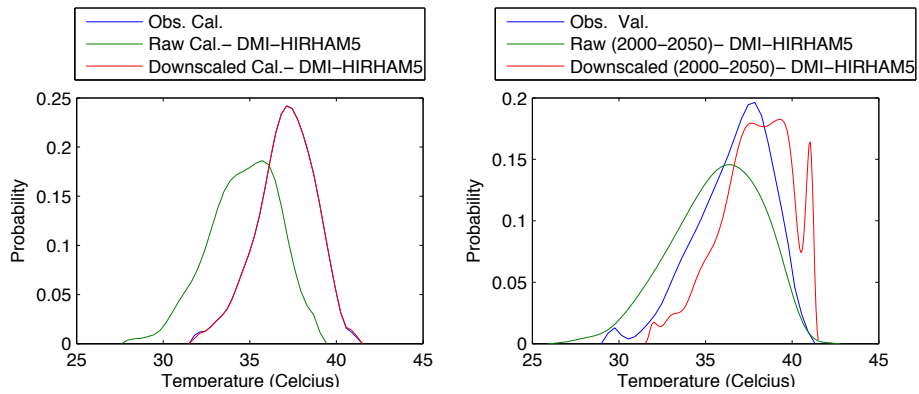 Obs. Cal.
Raw Cal.− DMI−HIRHAM5
Downscaled Cal.− DMI−HIRHAM5
0.25
0.2
0.15
0.1
0.05
0
25
30
35
40
45
Probability
Temperature (Celcius)
Obs. Val.
Raw (2000−2050)− DMI−HIRHAM5
Downscaled (2000−2050)− DMI−HIRHAM5
0.2
0.15
0.1
0.05
0
25
30
35
40
45
Probability
Temperature (Celcius)